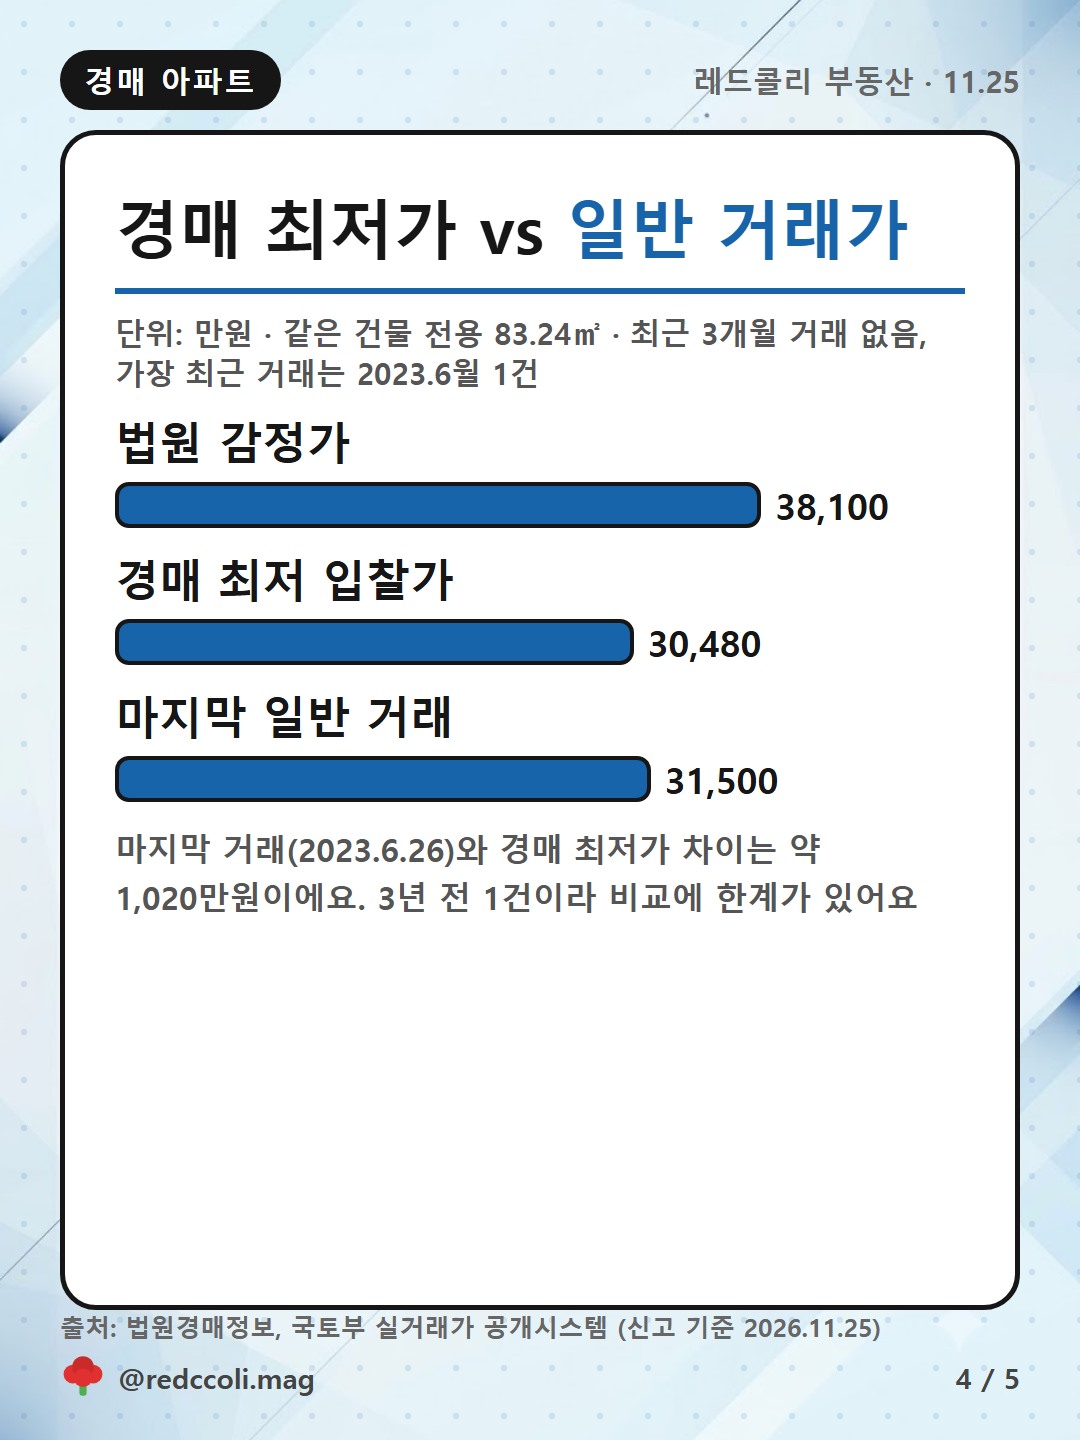 경매 아파트
레드콜리 부동산 · 11.25
경매 최저가 vs 일반 거래가
단위: 만원 · 같은 건물 전용 83.24㎡ · 최근 3개월 거래 없음,
가장 최근 거래는 2023.6월 1건
법원 감정가
38,100
경매 최저 입찰가
30,480
마지막 일반 거래
31,500
마지막 거래(2023.6.26)와 경매 최저가 차이는 약
1,020만원이에요. 3년 전 1건이라 비교에 한계가 있어요
출처: 법원경매정보, 국토부 실거래가 공개시스템 (신고 기준 2026.11.25)
@redccoli.mag
4 / 5